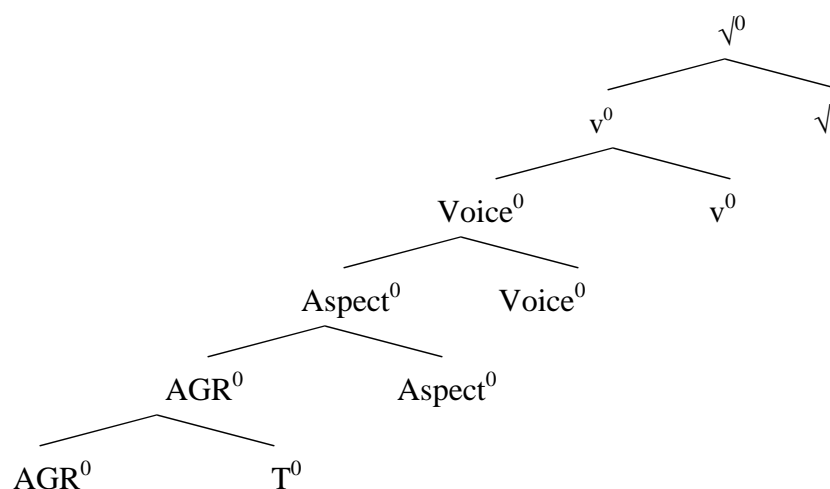 √⁰
v⁰ √
Voice⁰ v⁰
Aspect⁰ Voice⁰
AGR⁰ Aspect⁰
AGR⁰ T⁰